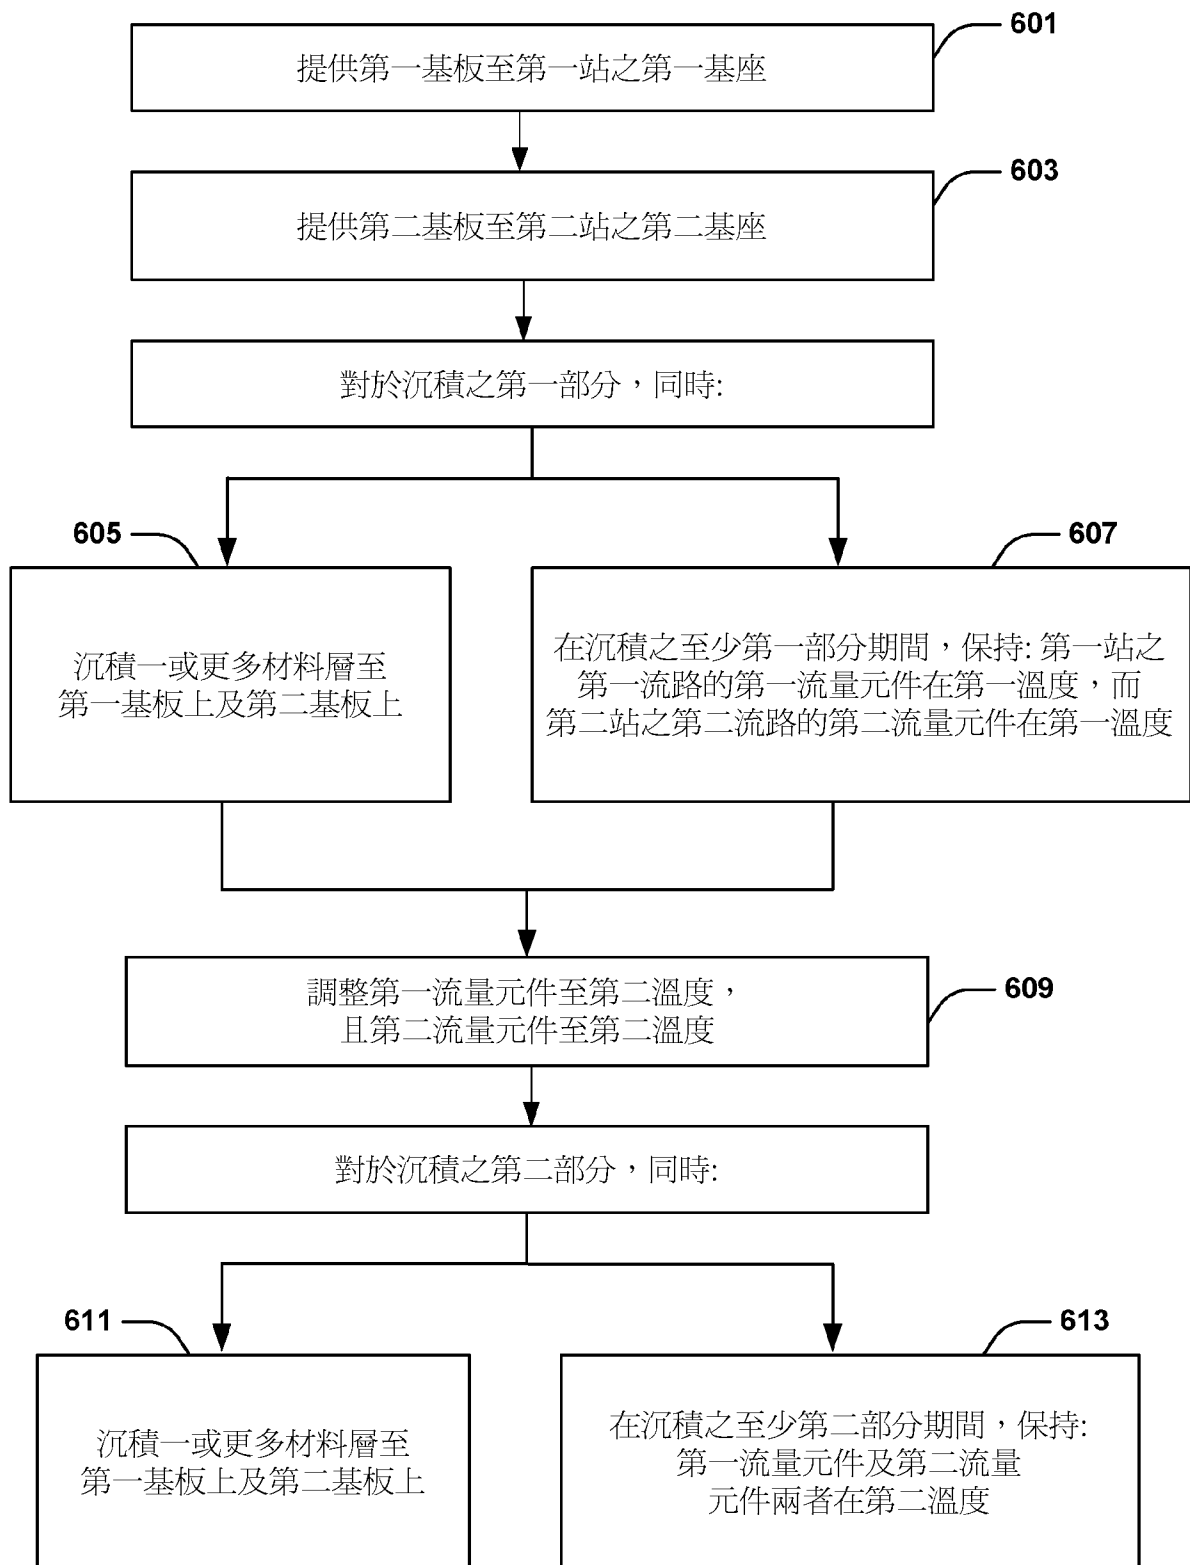 601
提供第一基板至第一站之第一基座
603
提供第二基板至第二站之第二基座
對於沉積之第一部分，同時:
605
607
沉積一或更多材料層至
第一基板上及第二基板上
在沉積之至少第一部分期間，保持: 第一站之
第一流路的第一流量元件在第一溫度，而
第二站之第二流路的第二流量元件在第一溫度
609
調整第一流量元件至第二溫度，
且第二流量元件至第二溫度
對於沉積之第二部分，同時:
611
613
沉積一或更多材料層至
第一基板上及第二基板上
在沉積之至少第二部分期間，保持:
第一流量元件及第二流量
元件兩者在第二溫度